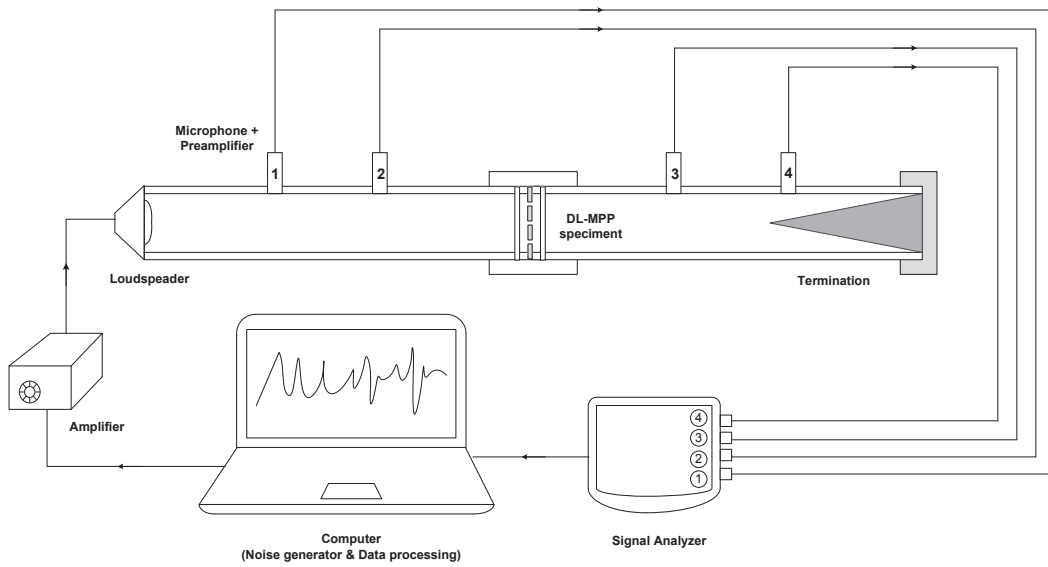 Microphone +
Preamplifier
1
2
3
4
DL-MPP
speciment
Loudspeader
Termination
Amplifier
4
3
2
1
Computer
(Noise generator & Data processing)
Signal Analyzer